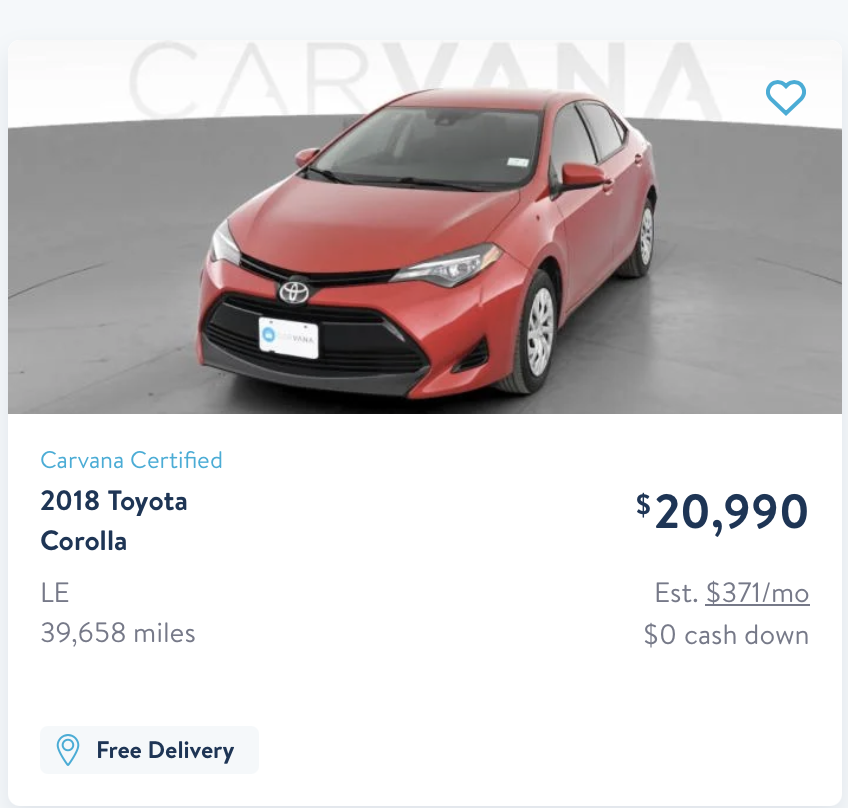 CARVANA
CARVANA
Carvana Certified
2018 Toyota
Corolla
$20,990
LE
39,658 miles
Est. $371/mo
$0 cash down
Free Delivery